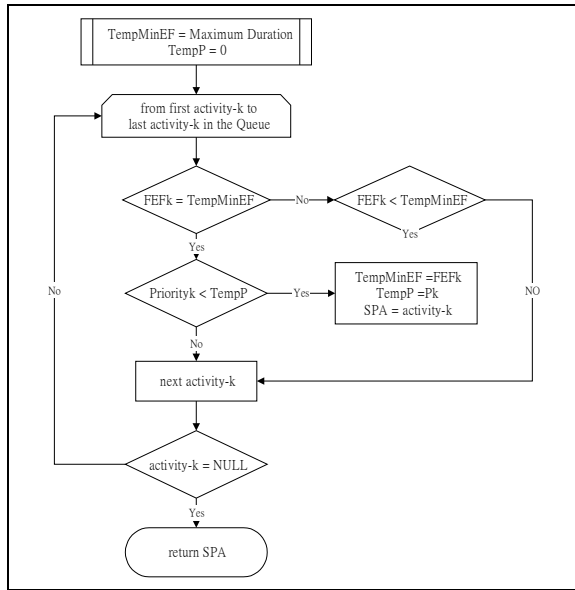 TempMinEF = Maximum Duration
TempP = 0
from first activity-k to
last activity-k in the Queue
FEFk = TempMinEF
No
FEFk < TempMinEF
Yes
Yes
Priorityk < TempP
Yes
TempMinEF =FEFk
TempP =Pk
SPA = activity-k
No
NO
No
next activity-k
activity-k = NULL
Yes
return SPA